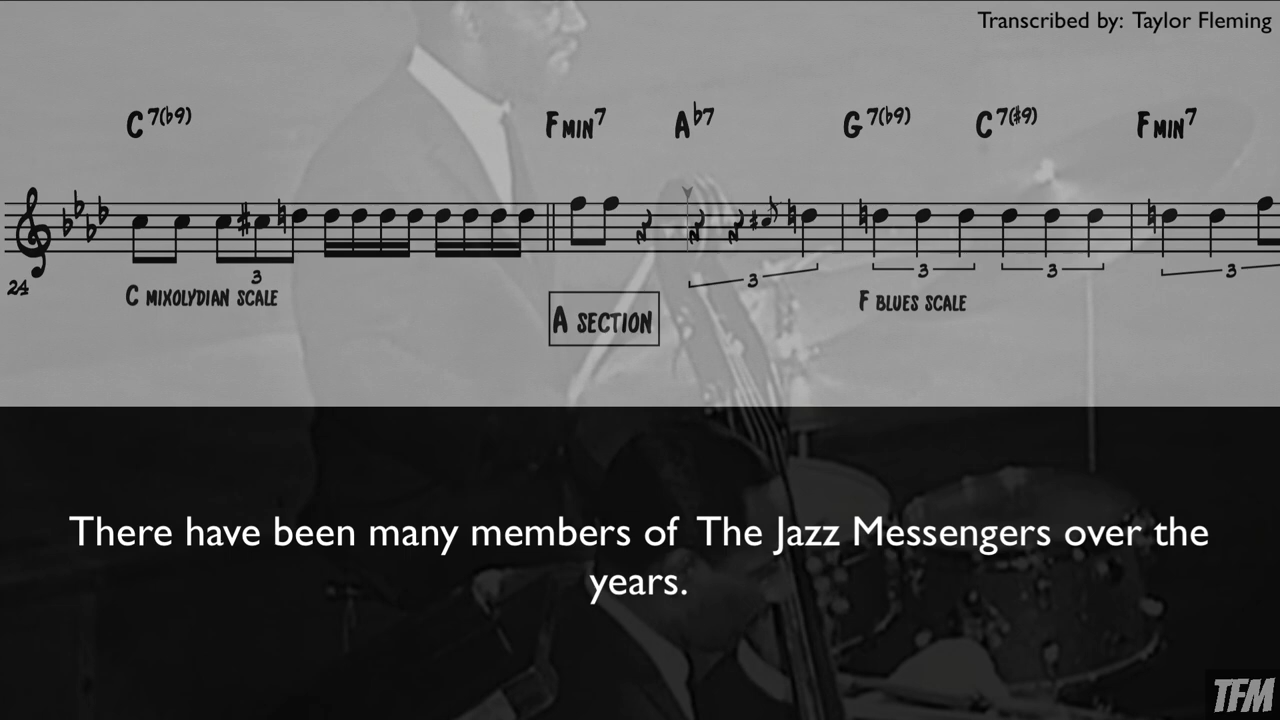 Transcribed by: Taylor Fleming
C7(♭9) Fmin7 A♭7 G7(♭9) C7(♯9) Fmin7
3 3 3 3 3
24 C mixolydian scale F blues scale
A section
There have been many members of The Jazz Messengers over the
years.
TFM